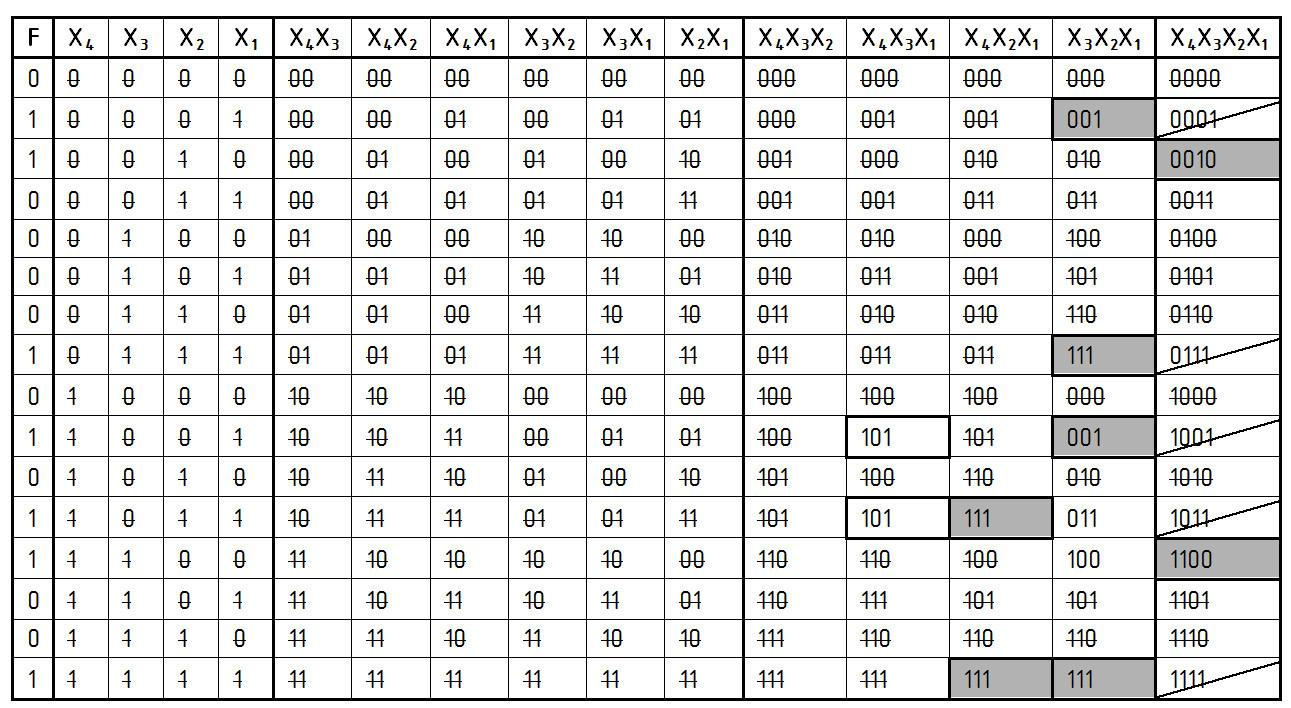 F X₄ X₃ X₂ X₁ X₄X₃ X₄X₂ X₄X₁ X₃X₂ X₃X₁ X₂X₁ X₄X₃X₂ X₄X₃X₁ X₄X₂X₁ X₃X₂X₁ X₄X₃X₂X₁
0 0 0 0 0 00 00 00 00 00 00 000 000 000 000 0000
1 0 0 0 1 00 00 01 00 01 01 000 001 001 001 0001
1 0 0 1 0 00 01 00 01 00 10 001 000 010 010 0010
0 0 0 1 1 00 01 01 01 01 11 001 001 011 011 0011
0 0 1 0 0 01 00 00 10 10 00 010 010 000 100 0100
0 0 1 0 1 01 01 01 10 11 01 010 011 001 101 0101
0 0 1 1 0 01 01 00 11 10 10 011 010 010 110 0110
1 0 1 1 1 01 01 01 11 11 11 011 011 011 111 0111
0 1 0 0 0 10 10 10 00 00 00 100 100 100 000 1000
1 1 0 0 1 10 10 11 00 01 01 100 101 101 001 1001
0 1 0 1 0 10 11 10 01 00 10 101 100 110 010 1010
1 1 0 1 1 10 11 11 01 01 11 101 101 111 011 1011
1 1 1 0 0 11 10 10 10 10 00 110 110 100 100 1100
0 1 1 0 1 11 10 11 10 11 01 110 111 101 101 1101
0 1 1 1 0 11 11 10 11 10 10 111 110 110 110 1110
1 1 1 1 1 11 11 11 11 11 11 111 111 111 111 1111